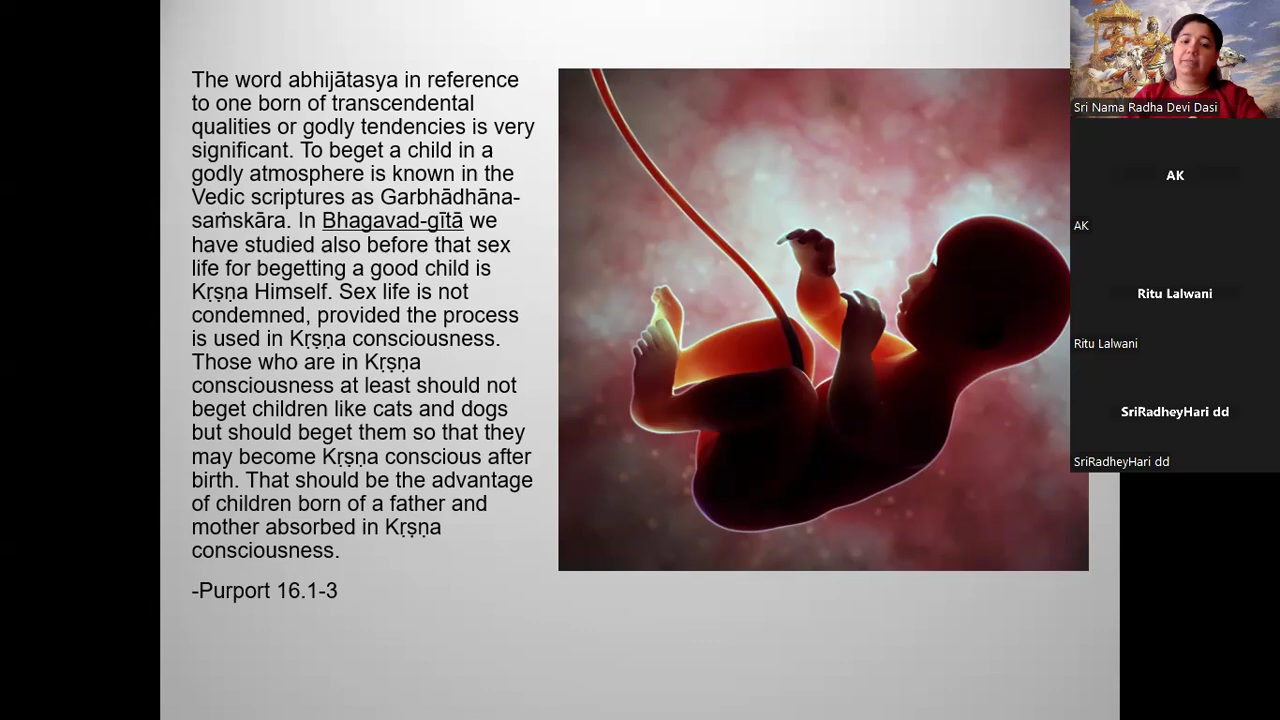 The word abhijātasya in reference
to one born of transcendental
qualities or godly tendencies is very
significant. To beget a child in a
godly atmosphere is known in the
Vedic scriptures as Garbhādhāna-
saṁskāra. In Bhagavad-gītā we
have studied also before that sex
life for begetting a good child is
Kṛṣṇa Himself. Sex life is not
condemned, provided the process
is used in Kṛṣṇa consciousness.
Those who are in Kṛṣṇa
consciousness at least should not
beget children like cats and dogs
but should beget them so that they
may become Kṛṣṇa conscious after
birth. That should be the advantage
of children born of a father and
mother absorbed in Kṛṣṇa
consciousness.
-Purport 16.1-3
Sri Nama Radha Devi Dasi
AK
AK
Ritu Lalwani
Ritu Lalwani
SriRadheyHari dd
SriRadheyHari dd